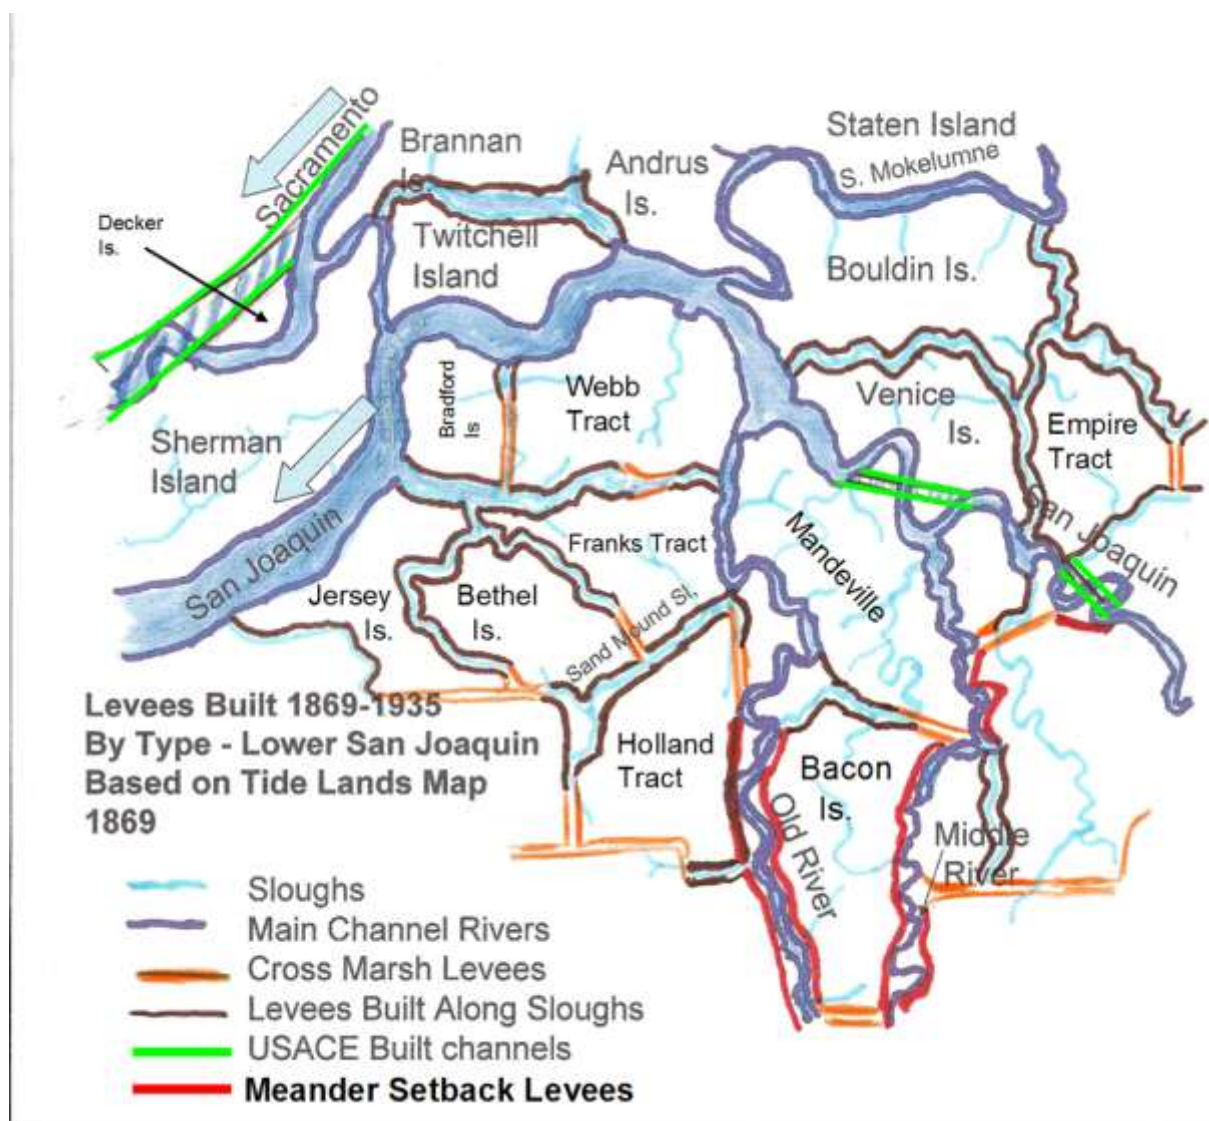 Sacramento
Brannan
Is.
Andrus
Is.
Staten Island
S. Mokelumne
Decker
Is.
Twitchell
Island
Bouldin Is.
Bradford
Is
Webb
Tract
Venice
Is.
Empire
Tract
Sherman
Island
San Joaquin
San Joaquin
Franks Tract
Mandeville
Jersey
Is.
Bethel
Is.
Sand Mound Sl,
Levees Built 1869-1935
By Type - Lower San Joaquin
Based on Tide Lands Map
1869
Holland
Tract
Bacon
Is.
Old River
Middle
River
Sloughs
Main Channel Rivers
Cross Marsh Levees
Levees Built Along Sloughs
USACE Built channels
Meander Setback Levees